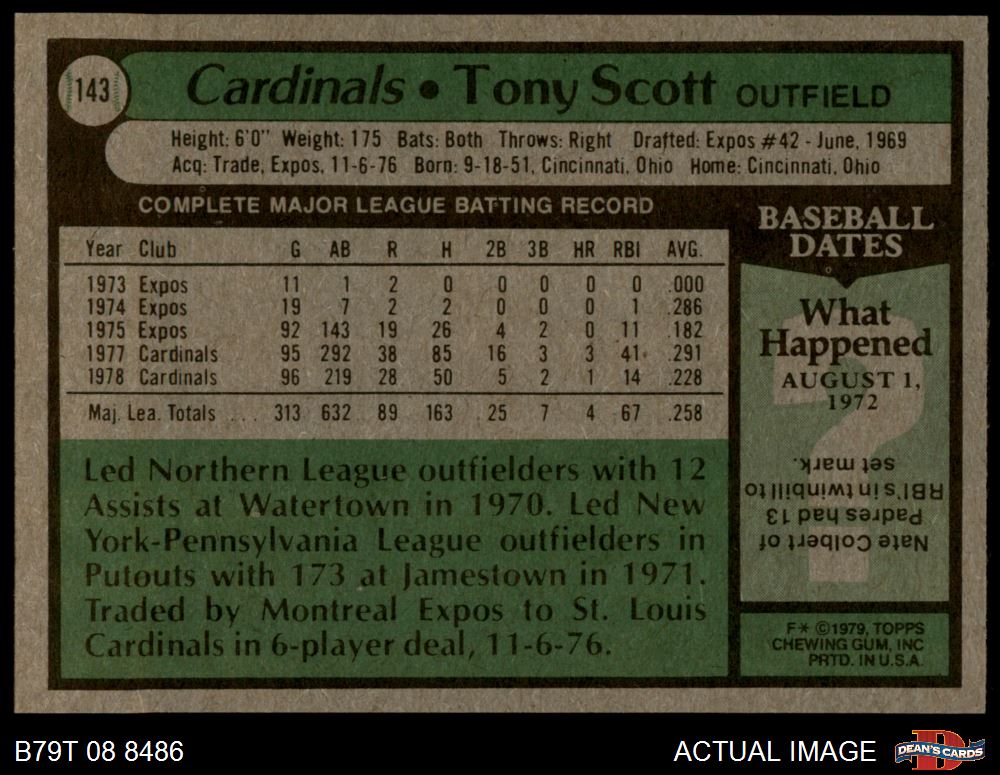 143
Cardinals • Tony Scott OUTFIELD
Height: 6'0" Weight: 175 Bats: Both Throws: Right Drafted: Expos #42 - June, 1969
Acq: Trade, Expos, 11-6-76 Born: 9-18-51, Cincinnati, Ohio Home: Cincinnati, Ohio
COMPLETE MAJOR LEAGUE BATTING RECORD
Year Club G AB R H 2B 3B HR RBI AVG.
1973 Expos 11 1 2 0 0 0 0 0 .000
1974 Expos 19 7 2 2 0 0 0 1 .286
1975 Expos 92 143 19 26 4 2 0 11 .182
1977 Cardinals 95 292 38 85 16 3 3 41 .291
1978 Cardinals 96 219 28 50 5 2 1 14 .228
Maj. Lea. Totals ... 313 632 89 163 25 7 4 67 .258
Led Northern League outfielders with 12
Assists at Watertown in 1970. Led New
York-Pennsylvania League outfielders in
Putouts with 173 at Jamestown in 1971.
Traded by Montreal Expos to St. Louis
Cardinals in 6-player deal, 11-6-76.
BASEBALL
DATES
What
Happened
AUGUST 1,
1972
?
Nate Colbert of
Padres had 13
RBI's in twinbill to
set mark.
F* ©1979, TOPPS
CHEWING GUM, INC
PRTD. IN U.S.A.
B79T 08 8486
ACTUAL IMAGE
DEAN'S CARDS